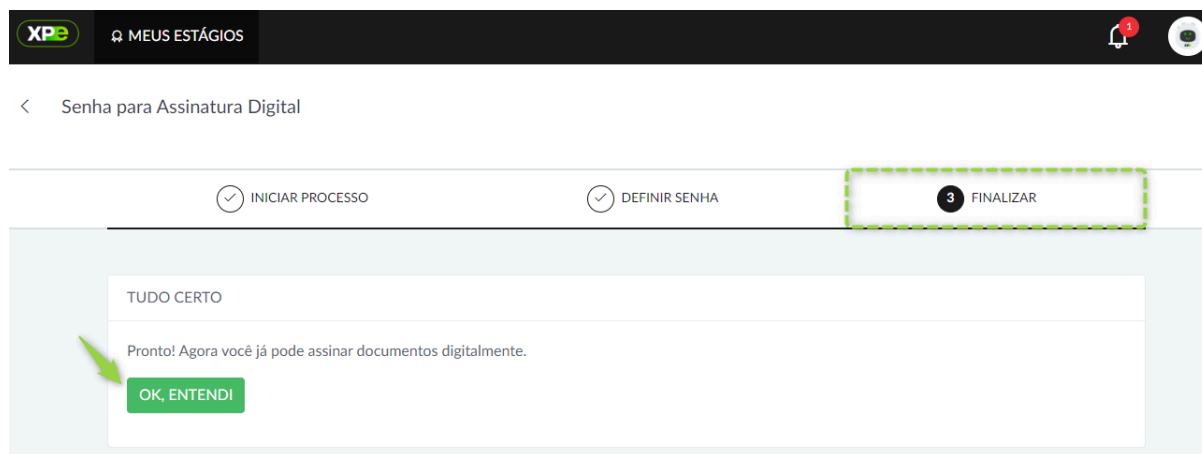 XPe MEUS ESTÁGIOS 1
< Senha para Assinatura Digital
INICIAR PROCESSO DEFINIR SENHA 3 FINALIZAR
TUDO CERTO
Pronto! Agora você já pode assinar documentos digitalmente.
OK, ENTENDI